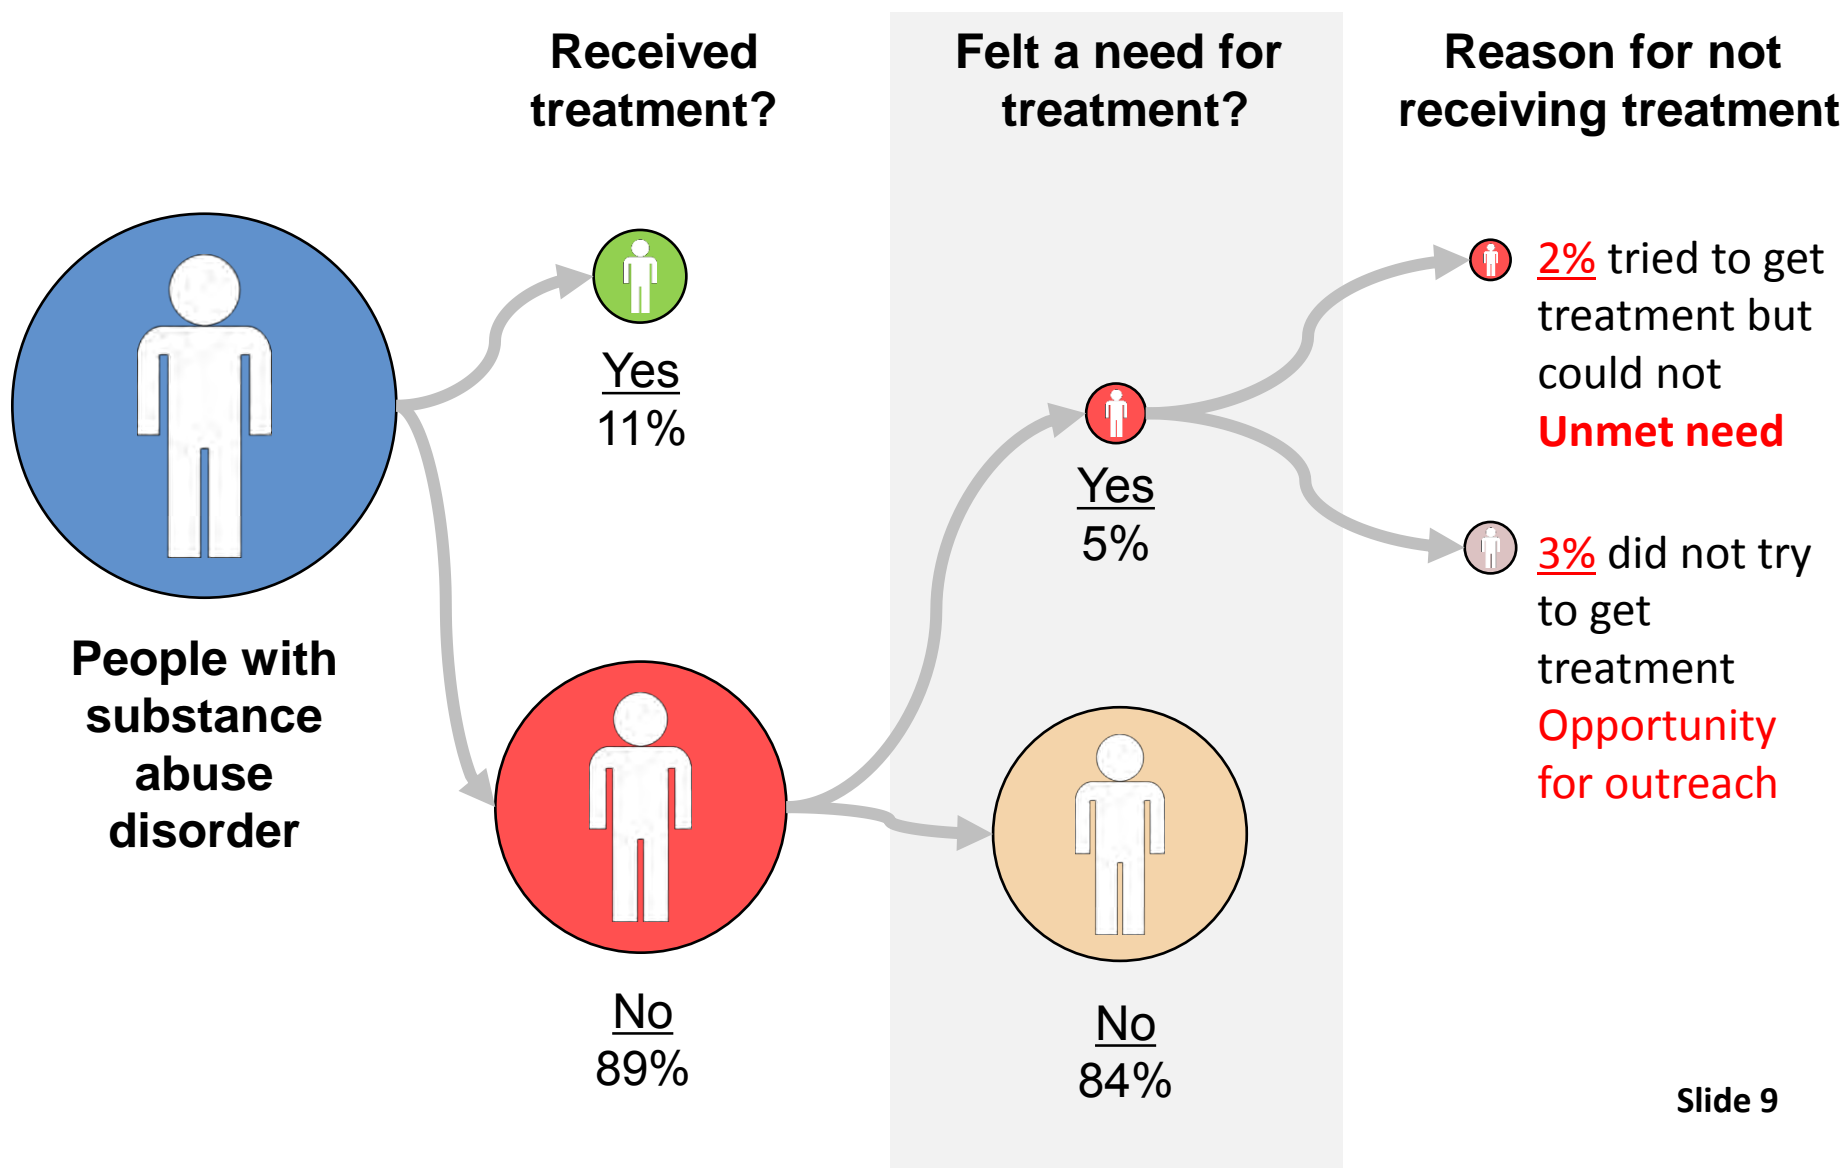 Received
treatment?
Felt a need for
treatment?
Reason for not
receiving treatment
People with
substance
abuse
disorder
Yes
11%
No
89%
Yes
5%
No
84%
2% tried to get
treatment but
could not
Unmet need
3% did not try
to get
treatment
Opportunity
for outreach
Slide 9